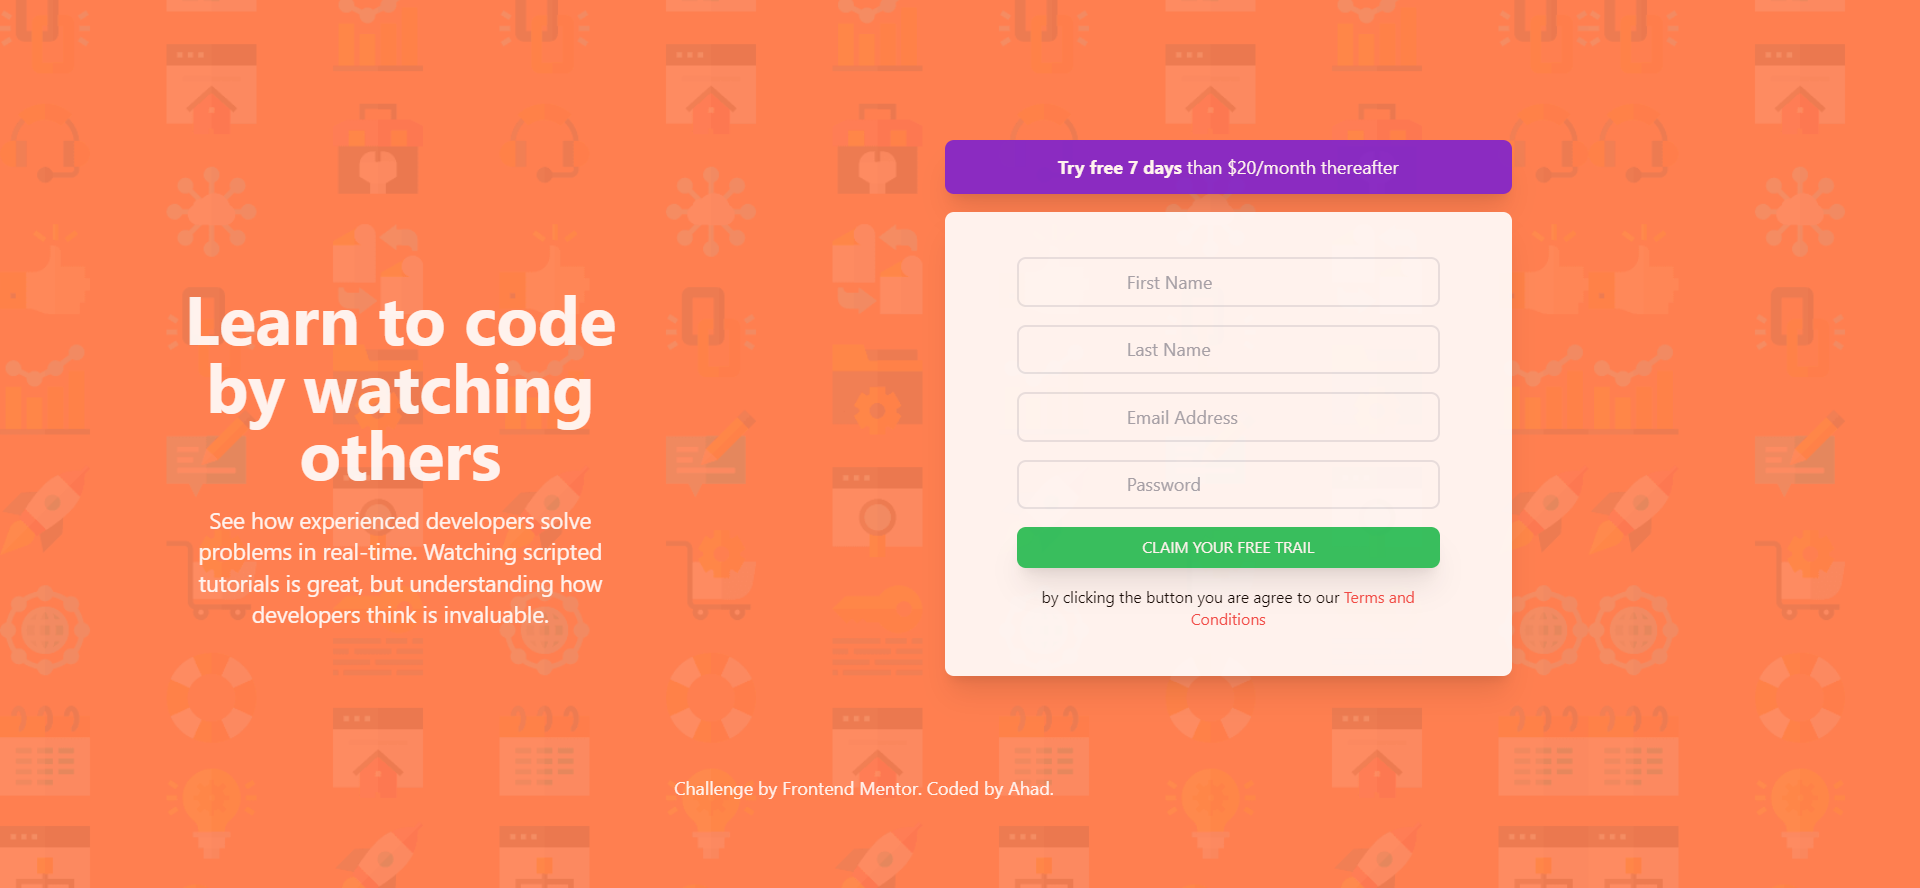 Learn to code
by watching
others
See how experienced developers solve
problems in real-time. Watching scripted
tutorials is great, but understanding how
developers think is invaluable.
Try free 7 days than $20/month thereafter
First Name
Last Name
Email Address
Password
CLAIM YOUR FREE TRAIL
by clicking the button you are agree to our Terms and
Conditions
Challenge by Frontend Mentor. Coded by Ahad.